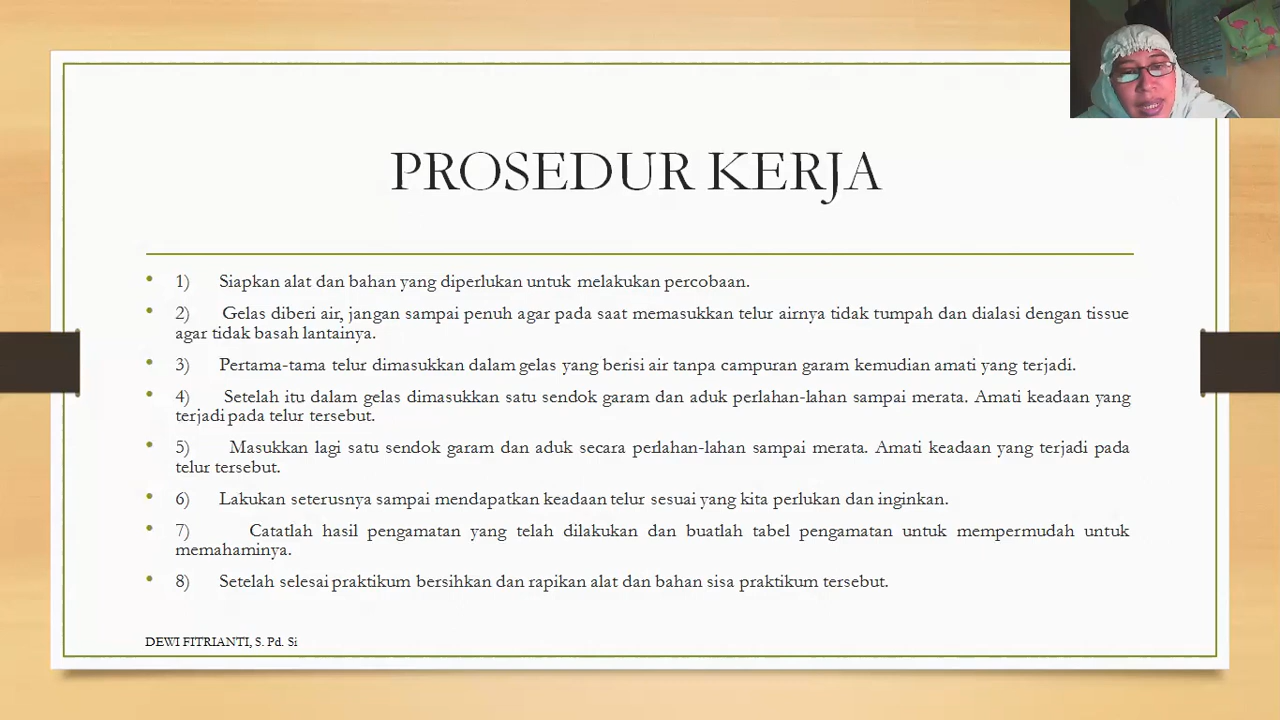 PROSEDUR KERJA
• 1) Siapkan alat dan bahan yang diperlukan untuk melakukan percobaan.
• 2) Gelas diberi air, jangan sampai penuh agar pada saat memasukkan telur airnya tidak tumpah dan dialasi dengan tissue
agar tidak basah lantainya.
• 3) Pertama-tama telur dimasukkan dalam gelas yang berisi air tanpa campuran garam kemudian amati yang terjadi.
• 4) Setelah itu dalam gelas dimasukkan satu sendok garam dan aduk perlahan-lahan sampai merata. Amati keadaan yang
terjadi pada telur tersebut.
• 5) Masukkan lagi satu sendok garam dan aduk secara perlahan-lahan sampai merata. Amati keadaan yang terjadi pada
telur tersebut.
• 6) Lakukan seterusnya sampai mendapatkan keadaan telur sesuai yang kita perlukan dan inginkan.
• 7) Catatlah hasil pengamatan yang telah dilakukan dan buatlah tabel pengamatan untuk mempermudah untuk
memahaminya.
• 8) Setelah selesai praktikum bersihkan dan rapikan alat dan bahan sisa praktikum tersebut.
DEWI FITRIANTI, S. Pd. Si